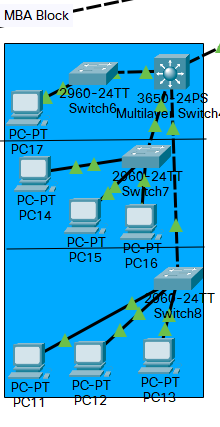 MBA Block
2960-24TT
Switch6
3650-24PS
Multilayer Switch4
PC-PT
PC17
2960-24TT
Switch7
PC-PT
PC14
PC-PT
PC15
PC-PT
PC16
2960-24TT
Switch8
PC-PT
PC11
PC-PT
PC12
PC-PT
PC13